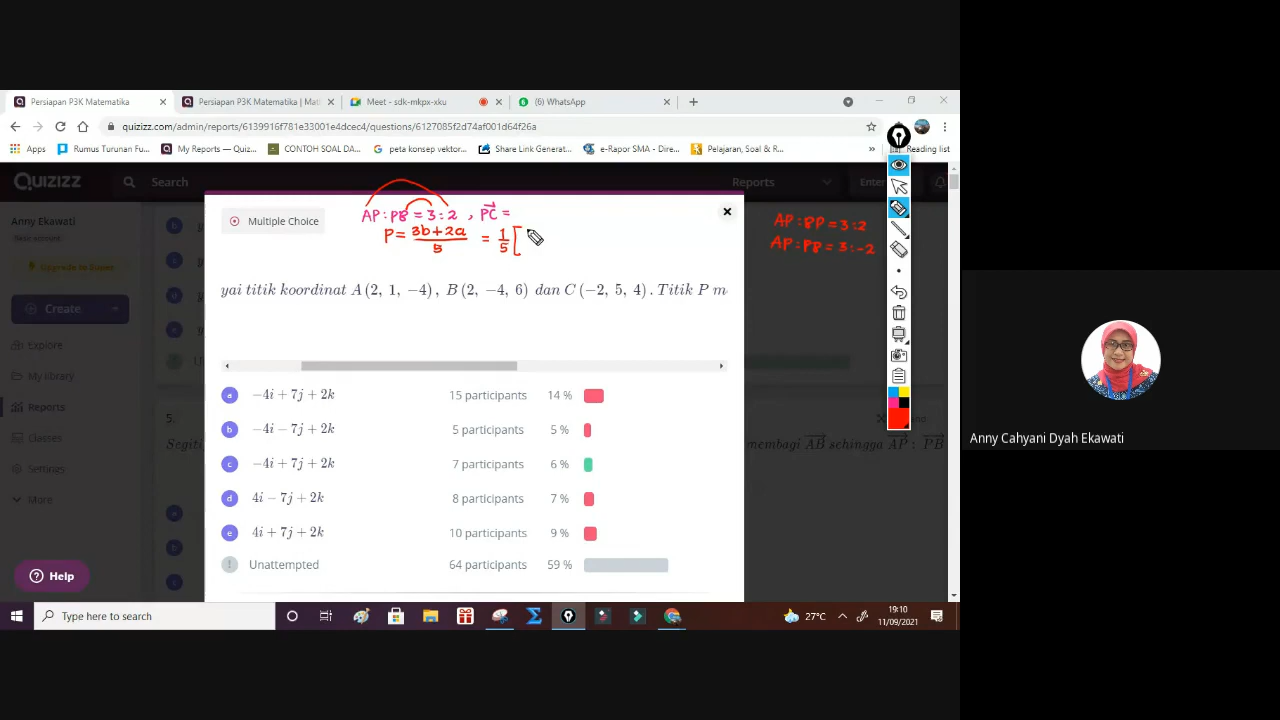 Persiapan P3K Matematika
Persiapan P3K Matematika | Mat
Meet - sdk-mkpx-xku
(6) WhatsApp
quizizz.com/admin/reports/6139916f781e33001e4dcec4/questions/6127085f2d74af001d64f26a
Apps
Rumus Turunan Fu...
My Reports — Quiz...
CONTOH SOAL DA...
peta konsep vektor...
Share Link Generat...
e-Rapor SMA - Dire...
Pelajaran, Soal & R...
»
Reading list
QUIZIZZ
Search
Reports
Enter
Anny Ekawati
Create
Explore
My library
Reports
Classes
Settings
More
Help
Multiple Choice
AP : PB = 3 : 2 , PC =
P = 3b+2a/5 = 1/5 [
AP : BP = 3 : 2
AP : PB = 3 : -2
yai titik koordinat A (2, 1, −4), B (2, −4, 6) dan C (−2, 5, 4). Titik P m
a −4i + 7j + 2k 15 participants 14 %
b −4i − 7j + 2k 5 participants 5 %
c −4i + 7j + 2k 7 participants 6 %
d 4i − 7j + 2k 8 participants 7 %
e 4i + 7j + 2k 10 participants 9 %
! Unattempted 64 participants 59 %
5.
Segiti
membagi AB sehingga AP : PB
a
b
c
Anny Cahyani Dyah Ekawati
Type here to search
27°C
19:10
11/09/2021